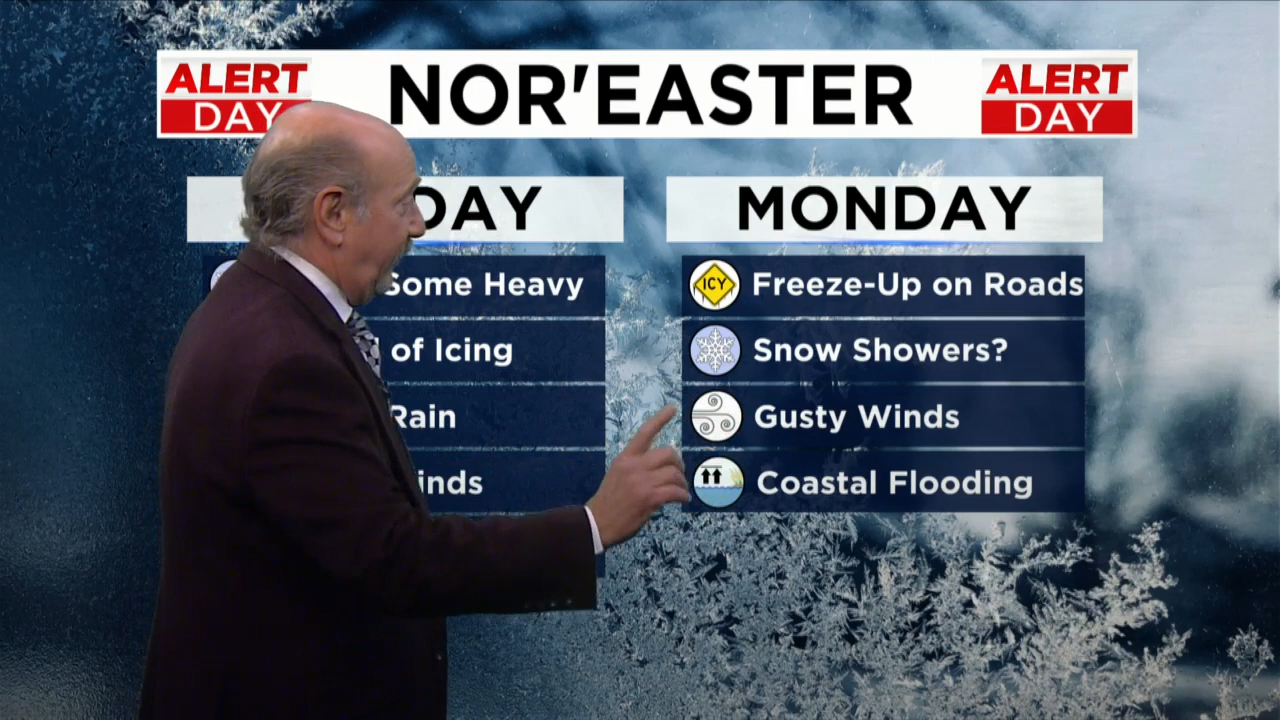 ALERT
DAY
NOR'EASTER
ALERT
DAY
DAY
Some Heavy
of Icing
Rain
inds
MONDAY
ICY
Freeze-Up on Roads
Snow Showers?
Gusty Winds
Coastal Flooding